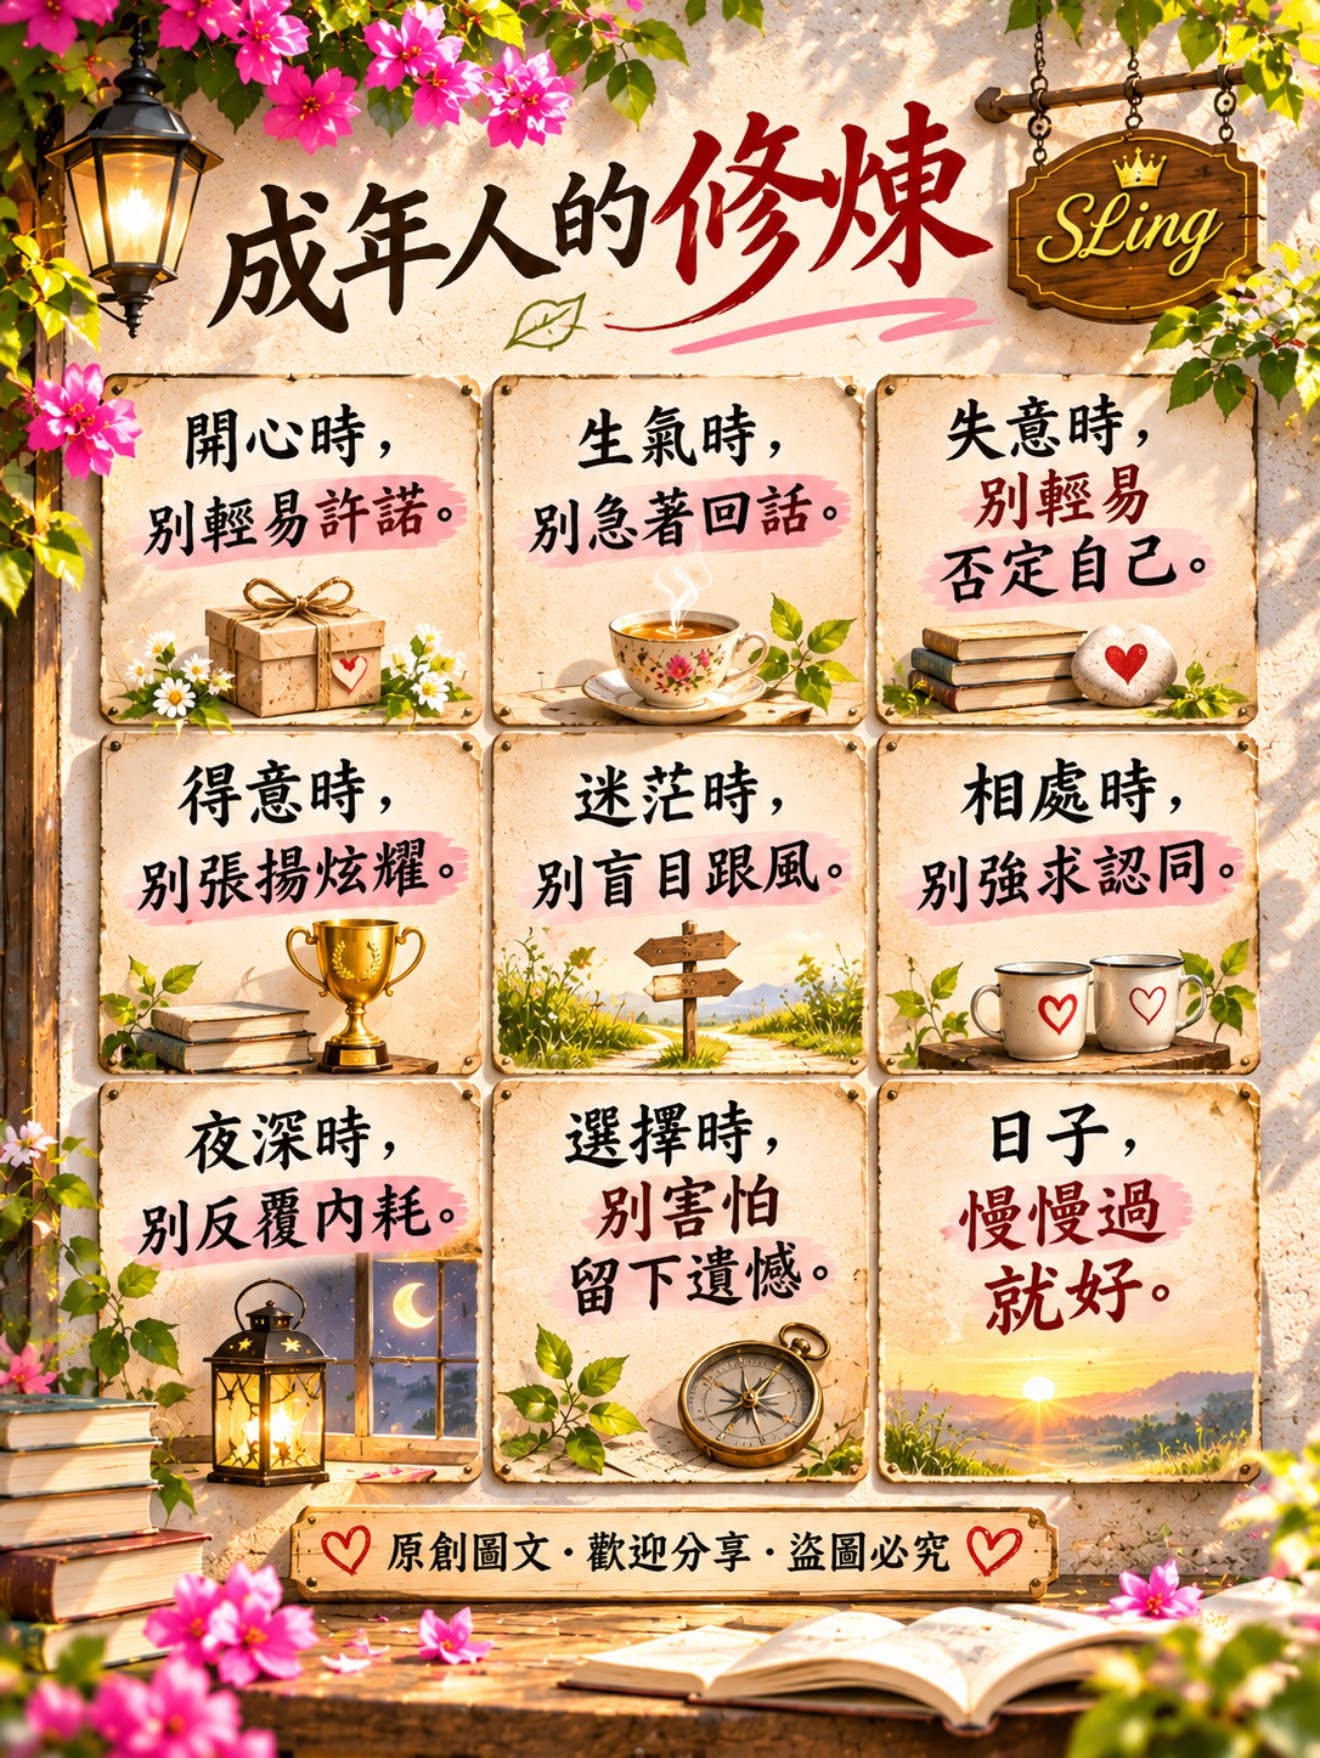 成年人的修煉
SLing
開心時，
別輕易許諾。
生氣時，
別急著回話。
失意時，
別輕易
否定自己。
得意時，
別張揚炫耀。
迷茫時，
別盲目跟風。
相處時，
別強求認同。
夜深時，
別反覆內耗。
選擇時，
別害怕
留下遺憾。
日子，
慢慢過
就好。
原創圖文·歡迎分享·盜圖必究